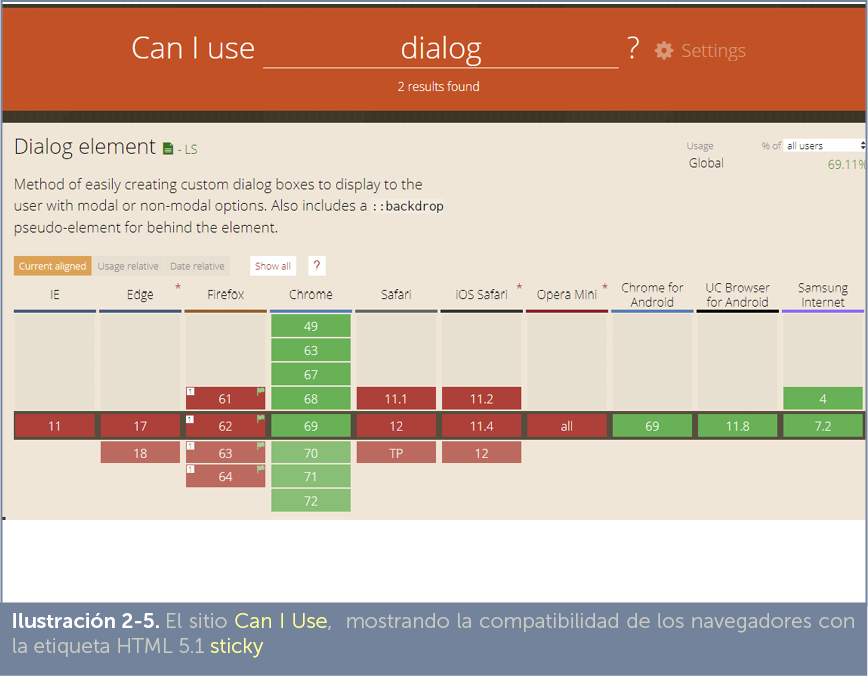 Can I use dialog ? Settings
2 results found
Dialog element - LS
Usage % of all users
Global 69.11%
Method of easily creating custom dialog boxes to display to the
user with modal or non-modal options. Also includes a ::backdrop
pseudo-element for behind the element.
Current aligned Usage relative Date relative Show all ?
IE Edge * Firefox Chrome Safari iOS Safari * Opera Mini * Chrome for Android UC Browser for Android Samsung Internet
49
63
67
1 61 68 11.1 11.2 4
11 17 1 62 69 12 11.4 all 69 11.8 7.2
18 1 63 70 TP 12
1 64 71
72
Ilustración 2-5. El sitio Can I Use, mostrando la compatibilidad de los navegadores con
la etiqueta HTML 5.1 sticky